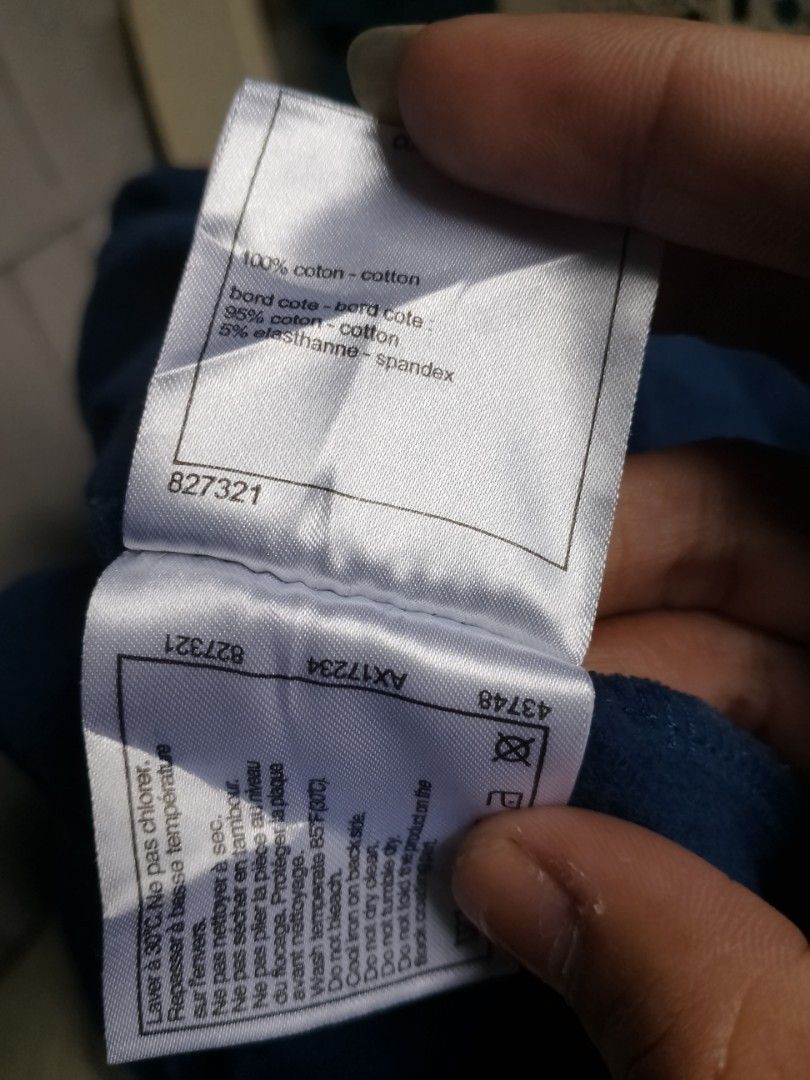 100% coton - cotton
bord cote - bord cote :
95% coton - cotton
5% elasthanne - spandex
827321
827321
AX17234
43748
Laver à 30°C. Ne pas chlorer.
Repasser à basse température
sur l'envers.
Ne pas nettoyer à sec.
Ne pas sécher en tambour.
Ne pas plier la pièce au niveau
du flocage. Protéger la plaque
avant nettoyage.
Wash temperate 85°F (30°C).
Do not bleach.
Cool iron on backside.
Do not dry clean.
Do not tumble dry.
Do not fold the product on the
part.